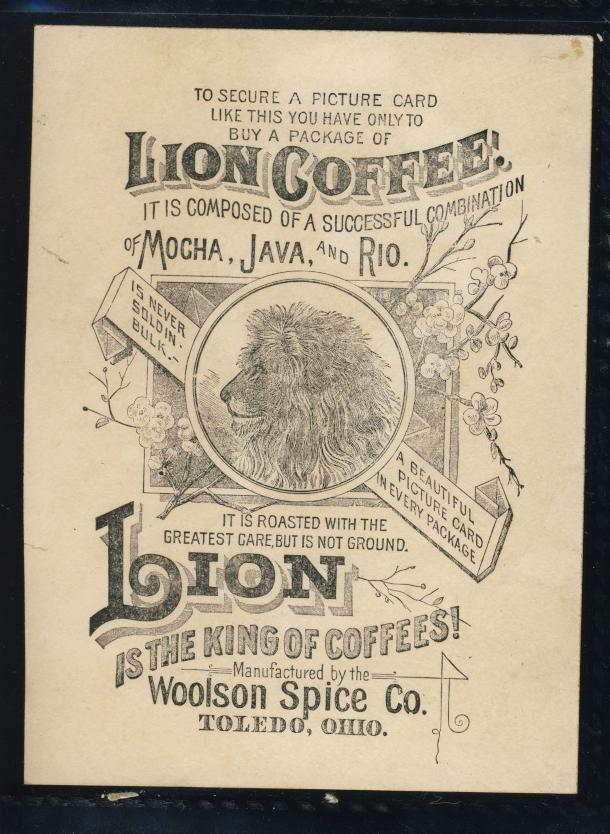 TO SECURE A PICTURE CARD
LIKE THIS YOU HAVE ONLY TO
BUY A PACKAGE OF
LION COFFEE!
IT IS COMPOSED OF A SUCCESSFUL COMBINATION
OF MOCHA, JAVA, AND RIO.
IS NEVER
SOLD IN
BULK.-
A BEAUTIFUL
PICTURE CARD
IN EVERY PACKAGE
IT IS ROASTED WITH THE
GREATEST CARE, BUT IS NOT GROUND.
LION
IS THE KING OF COFFEES!
Manufactured by the
Woolson Spice Co.
TOLEDO, OHIO.